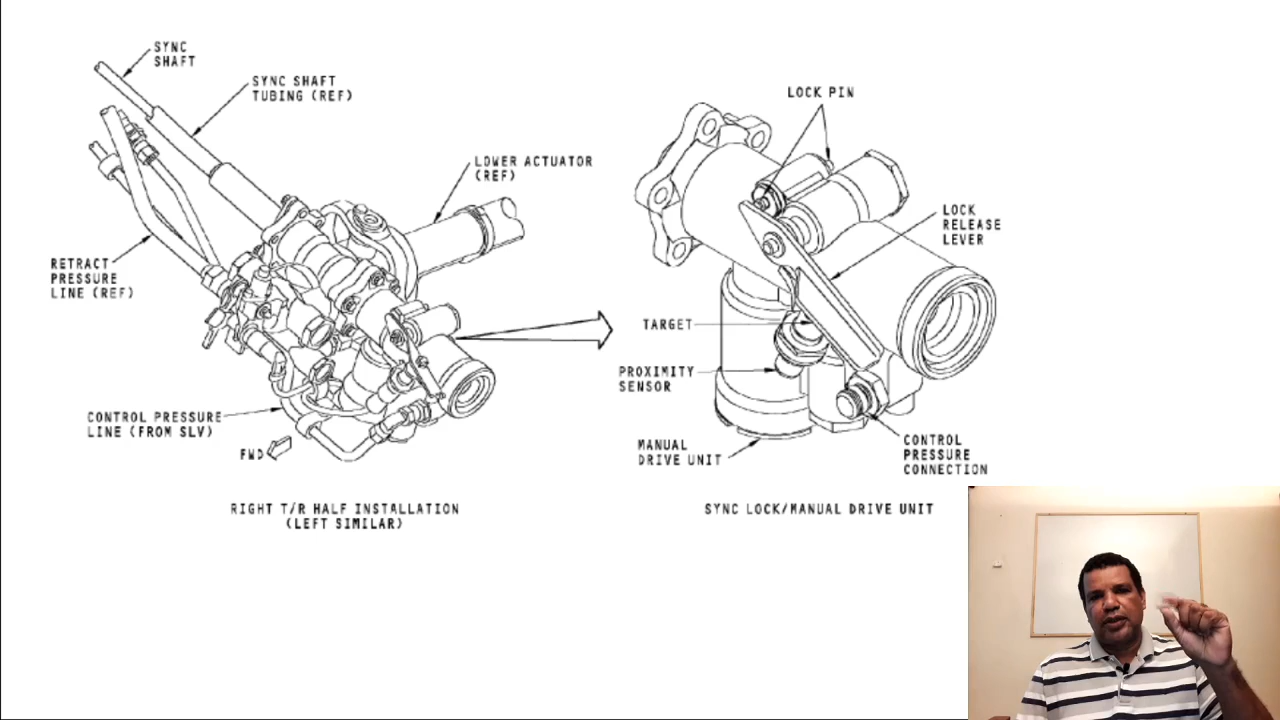 SYNC
SHAFT
SYNC SHAFT
TUBING (REF)
LOWER ACTUATOR
(REF)
RETRACT
PRESSURE
LINE (REF)
CONTROL PRESSURE
LINE (FROM SLV)
FWD
RIGHT T/R HALF INSTALLATION
(LEFT SIMILAR)
LOCK PIN
LOCK
RELEASE
LEVER
TARGET
PROXIMITY
SENSOR
MANUAL
DRIVE UNIT
CONTROL
PRESSURE
CONNECTION
SYNC LOCK/MANUAL DRIVE UNIT